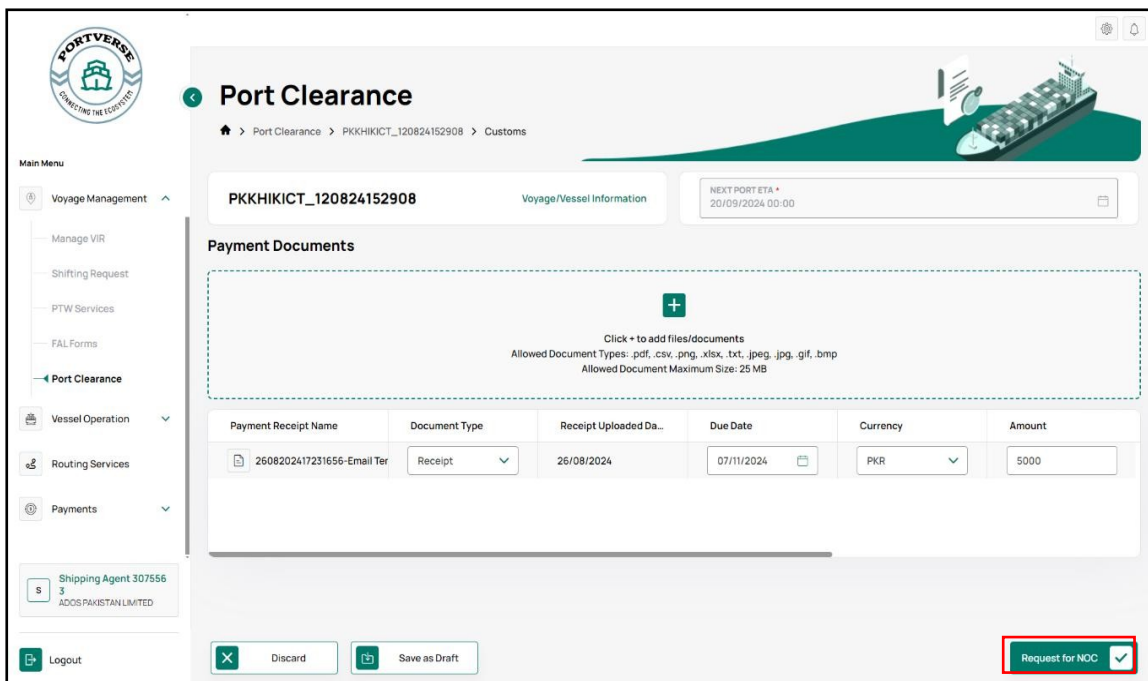 PORTVERSE
CONNECTING THE ECOSYSTEM
Port Clearance
> Port Clearance > PKKHIKICT_120824152908 > Customs
Main Menu
Voyage Management
Manage VIR
Shifting Request
PTW Services
FAL Forms
Port Clearance
Vessel Operation
Routing Services
Payments
Shipping Agent 307556
3
S
ADOS PAKISTAN LIMITED
Logout
PKKHIKICT_120824152908
Voyage/Vessel Information
NEXT PORT ETA *
20/09/2024 00:00
Payment Documents
Click + to add files/documents
Allowed Document Types: .pdf, .csv, .png, .xlsx, .txt, .jpeg, .jpg, .gif, .bmp
Allowed Document Maximum Size: 25 MB
Payment Receipt Name Document Type Receipt Uploaded Da... Due Date Currency Amount
2608202417231656-Email Ter Receipt 26/08/2024 07/11/2024 PKR 5000
Discard
Save as Draft
Request for NOC